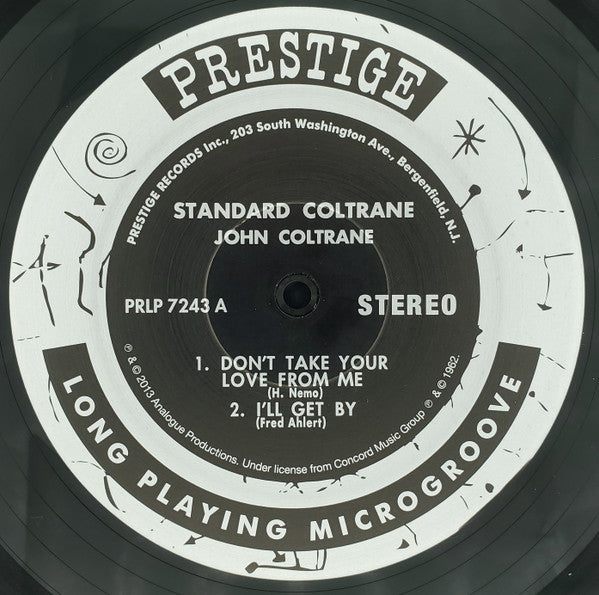 PRESTIGE
PRESTIGE RECORDS Inc., 203 South Washington Ave., Bergenfield, N.J.
STANDARD COLTRANE
JOHN COLTRANE
PRLP 7243 A
STEREO
1. DON'T TAKE YOUR
LOVE FROM ME
(H. Nemo)
2. I'LL GET BY
(Fred Ahlert)
℗ & © 2013 Analogue Productions. Under license from Concord Music Group ℗ & © 1962.
LONG PLAYING MICROGROOVE